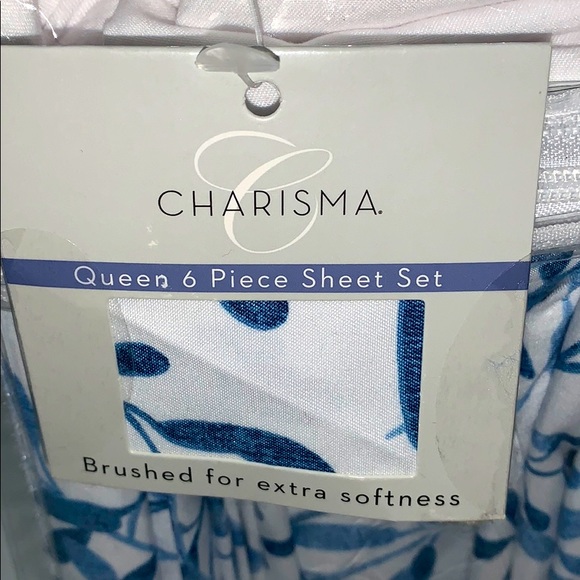 CHARISMA.
Queen 6 Piece Sheet Set
Brushed for extra softness